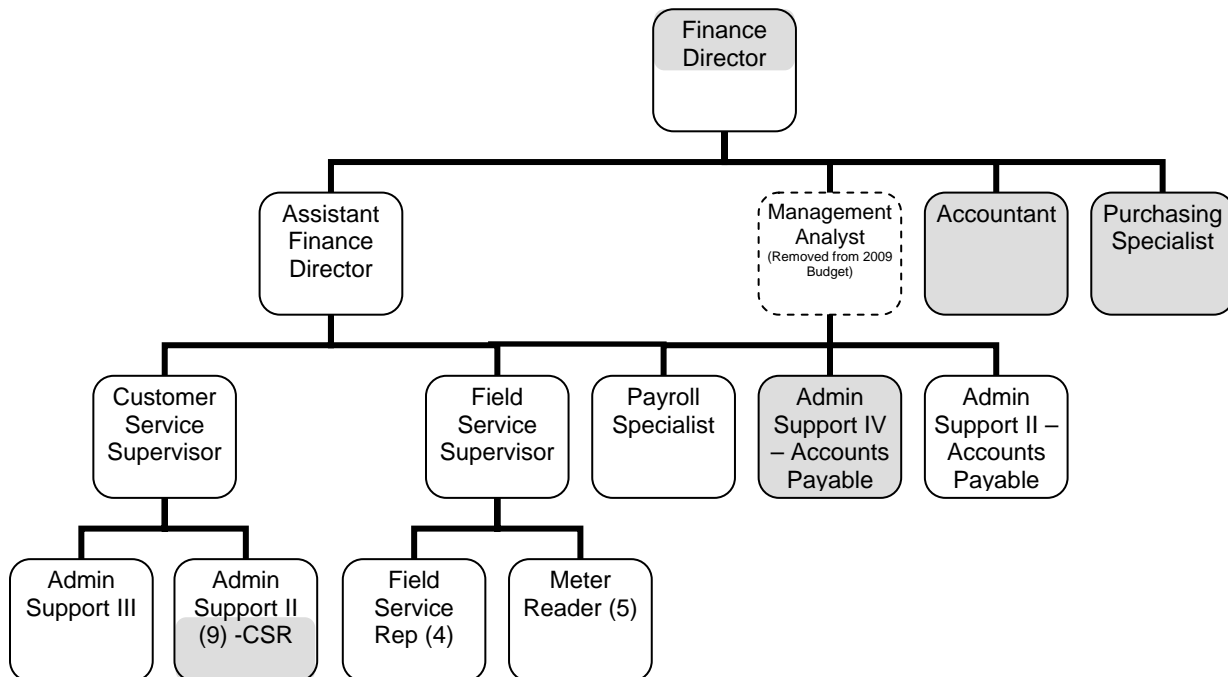 Finance
Director
Assistant
Finance
Director
Management
Analyst
(Removed from 2009
Budget)
Accountant
Purchasing
Specialist
Customer
Service
Supervisor
Field
Service
Supervisor
Payroll
Specialist
Admin
Support IV
– Accounts
Payable
Admin
Support II –
Accounts
Payable
Admin
Support III
Admin
Support II
(9) -CSR
Field
Service
Rep (4)
Meter
Reader (5)